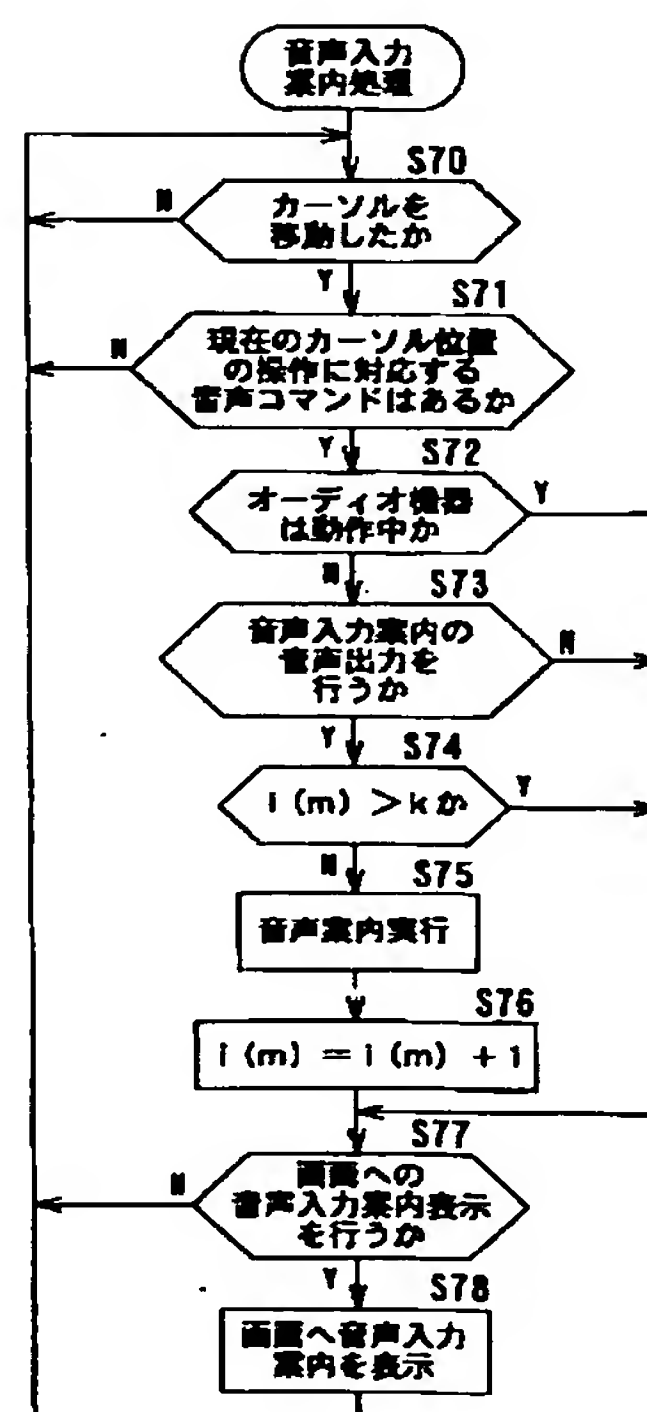 音声入力
案内処理
S70
N
カーソルを
移動したか
Y
S71
N
現在のカーソル位置
の操作に対応する
音声コマンドはあるか
Y
S72
オーディオ機器
は動作中か
Y
N
S73
音声入力案内の
音声出力を
行うか
N
Y
S74
i (m) >kか
Y
N
S75
音声案内実行
S76
i (m) =i (m) +1
S77
N
画面への
音声入力案内表示
を行うか
Y
S78
画面へ音声入力
案内を表示